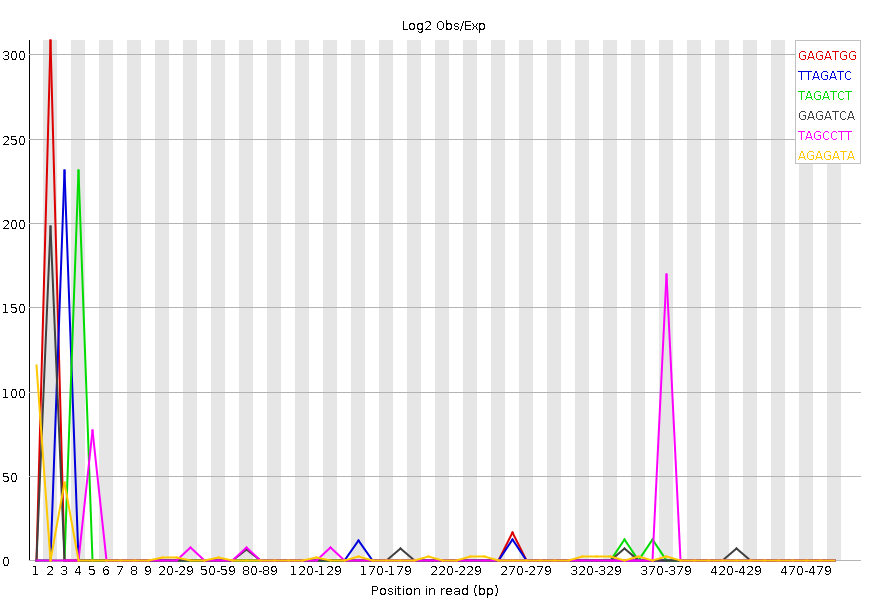 Log2 Obs/Exp
300
250
200
150
100
50
0
GAGATGG
TTAGATC
TAGATCT
GAGATCA
TAGCCTT
AGAGATA
1 2 3 4 5 6 7 8 9 20-29 50-59 80-89 120-129 170-179 220-229 270-279 320-329 370-379 420-429 470-479
Position in read (bp)